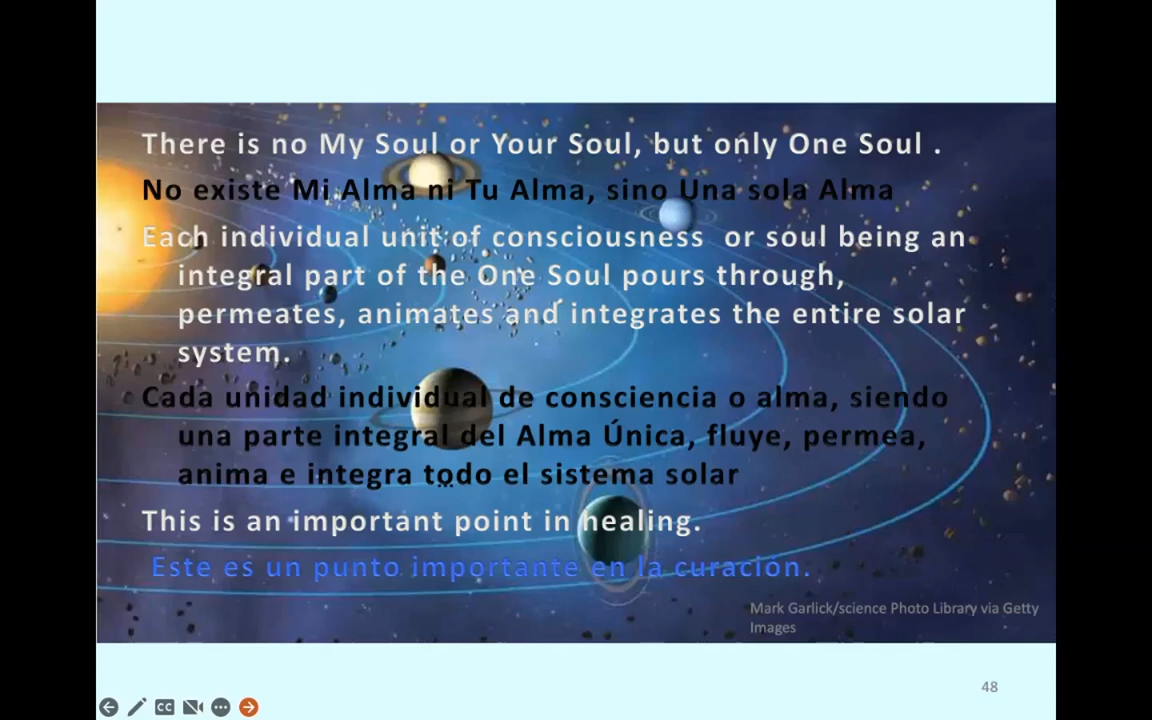 There is no My Soul or Your Soul, but only One Soul .
No existe Mi Alma ni Tu Alma, sino Una sola Alma
Each individual unit of consciousness or soul being an
integral part of the One Soul pours through,
permeates, animates and integrates the entire solar
system.
Cada unidad individual de consciencia o alma, siendo
una parte integral del Alma Única, fluye, permea,
anima e integra todo el sistema solar
This is an important point in healing.
Este es un punto importante en la curación.
Mark Garlick/science Photo Library via Getty
Images
48
CC